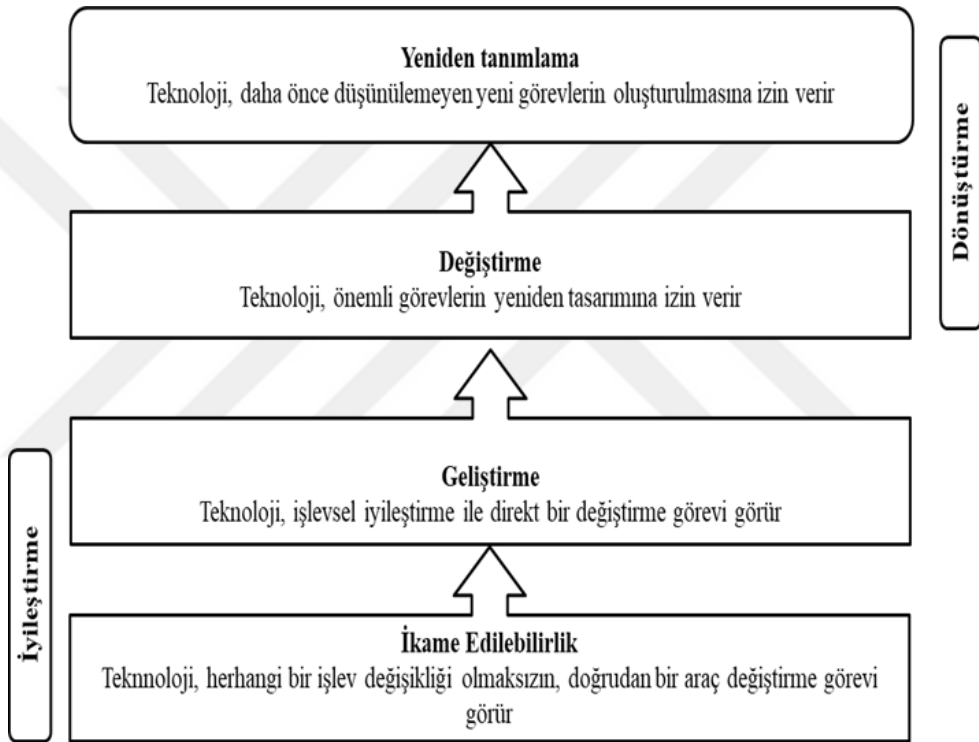 Yeniden tanımlama
Teknoloji, daha önce düşünülemeyen yeni görevlerin oluşturulmasına izin verir
Dönüştürme
Değiştirme
Teknoloji, önemli görevlerin yeniden tasarımına izin verir
Geliştirme
Teknoloji, işlevsel iyileştirme ile direkt bir değiştirme görevi görür
İyileştirme
İkame Edilebilirlik
Teknnoloji, herhangi bir işlev değişikliği olmaksızın, doğrudan bir araç değiştirme görevi
görür